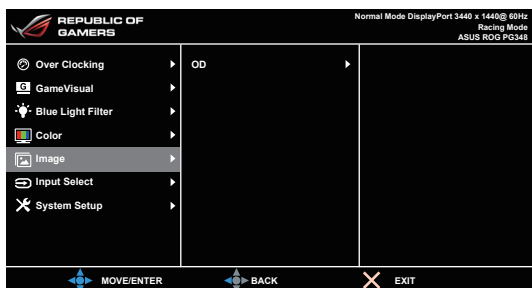 REPUBLIC OF
GAMERS
Normal Mode DisplayPort 3440 x 1440@ 60Hz
Racing Mode
ASUS ROG PG348
Over Clocking
OD
G GameVisual
Blue Light Filter
Color
Image
Input Select
System Setup
MOVE/ENTER
BACK
EXIT